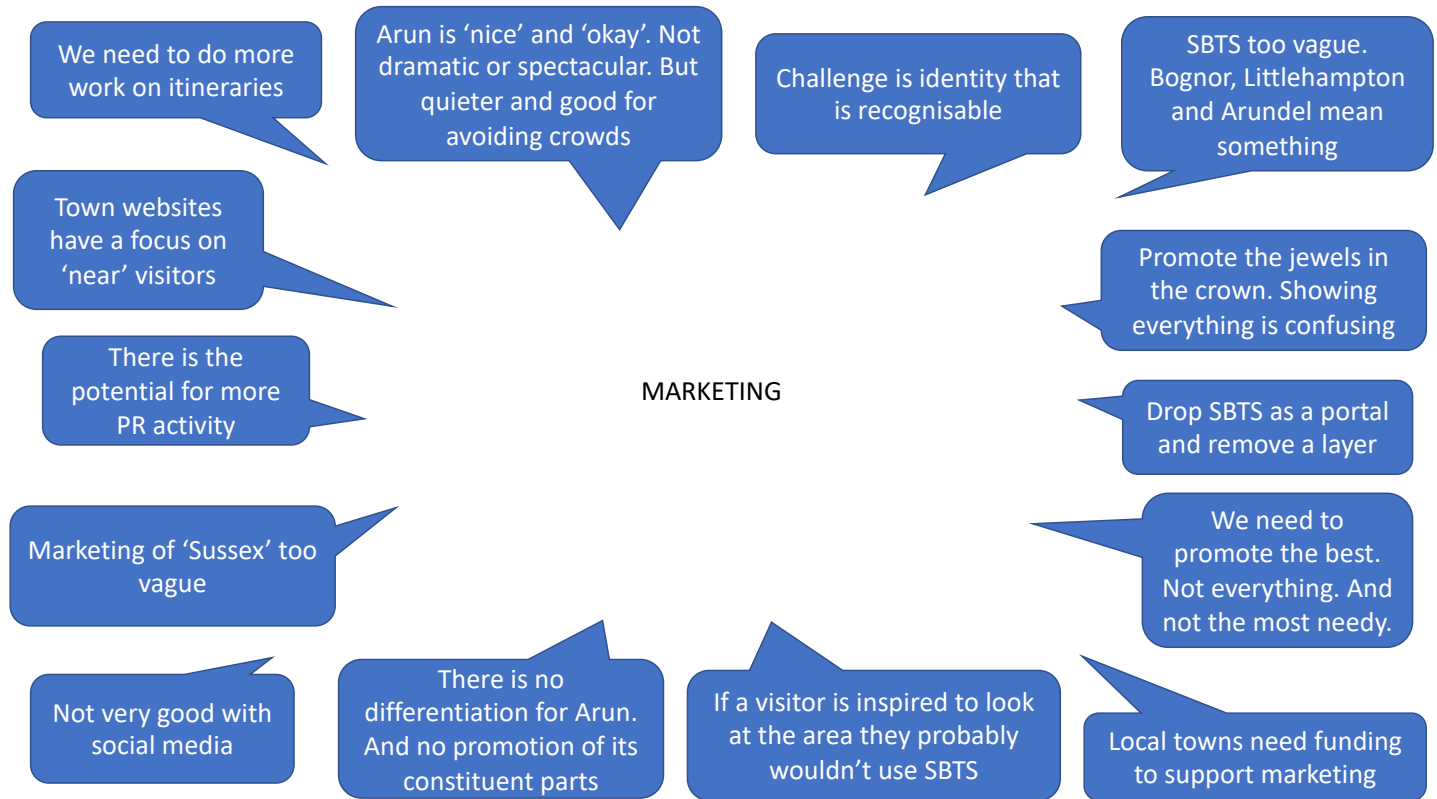 We need to do more
work on itineraries
Arun is ‘nice’ and ‘okay’. Not
dramatic or spectacular. But
quieter and good for
avoiding crowds
Challenge is identity that
is recognisable
SBTS too vague.
Bognor, Littlehampton
and Arundel mean
something
Town websites
have a focus on
‘near’ visitors
Promote the jewels in
the crown. Showing
everything is confusing
There is the
potential for more
PR activity
MARKETING
Drop SBTS as a portal
and remove a layer
Marketing of ‘Sussex’ too
vague
We need to
promote the best.
Not everything. And
not the most needy.
Not very good with
social media
There is no
differentiation for Arun.
And no promotion of its
constituent parts
If a visitor is inspired to look
at the area they probably
wouldn’t use SBTS
Local towns need funding
to support marketing